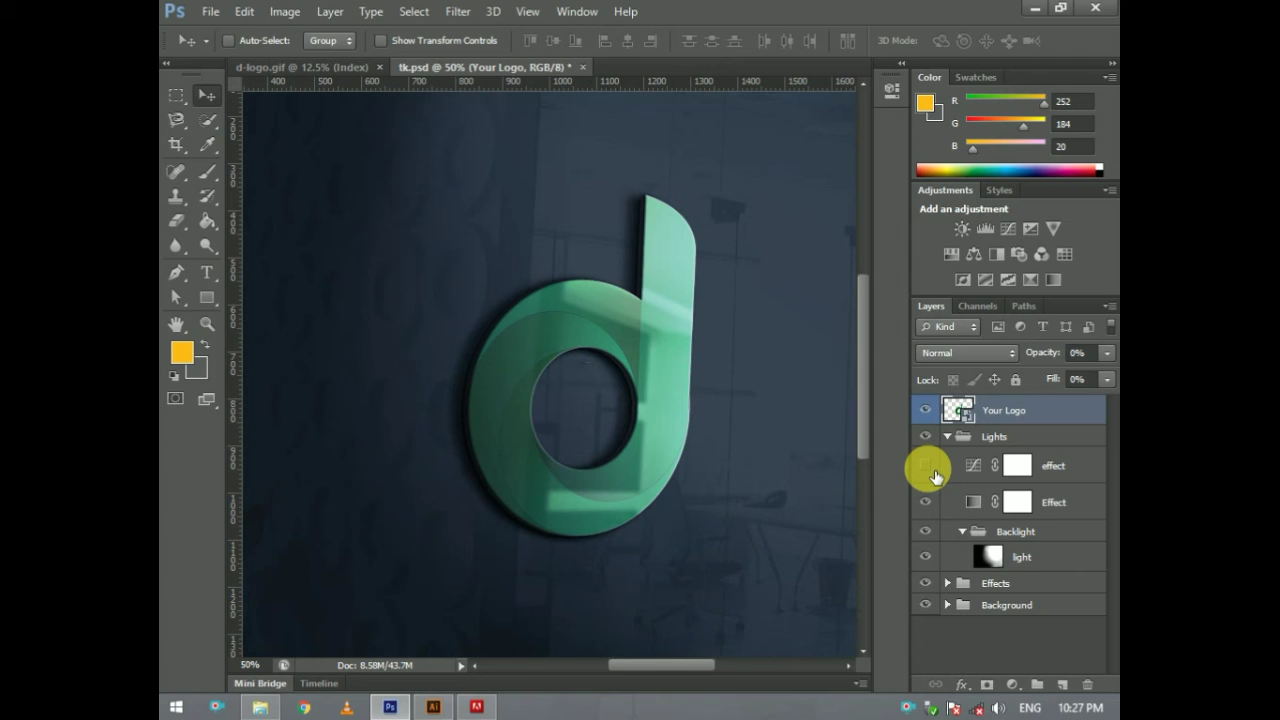 Ps File Edit Image Layer Type Select Filter 3D View Window Help
Auto-Select: Group Show Transform Controls 3D Mode:
d-logo.gif @ 12.5% (Index) × tk.psd @ 50% (Your Logo, RGB/8) * ×
400 500 600 700 800 900 1000 1100 1200 1300 1400 1500 1600
Color Swatches
R 252
G 184
B 20
Adjustments Styles
Add an adjustment
Layers Channels Paths
Kind
Normal Opacity: 0%
Lock: Fill: 0%
Your Logo
Lights
effect
Effect
Backlight
light
Effects
Background
d
50% Doc: 8.58M/43.7M
Mini Bridge Timeline
Ps Ai ENG 10:27 PM